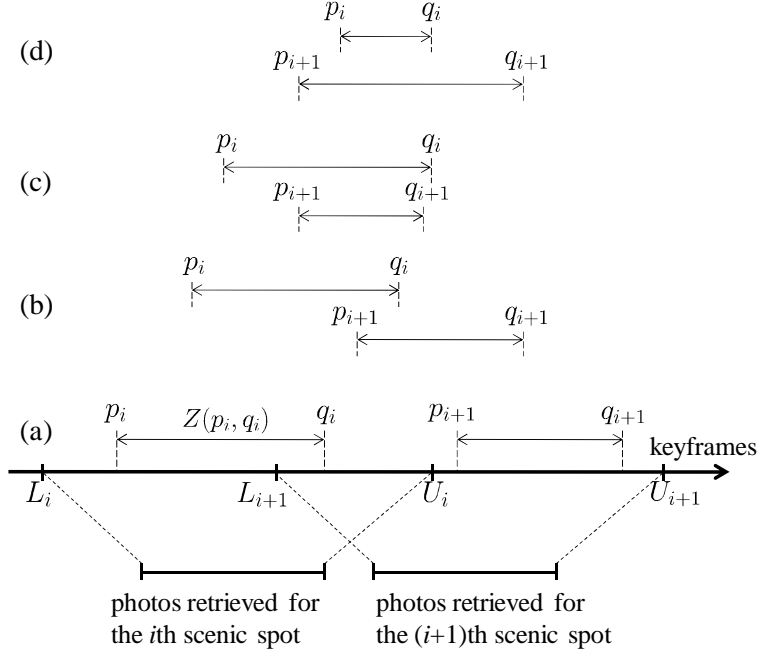 p_i q_i
(d)
p_{i+1} q_{i+1}
p_i q_i
(c)
p_{i+1} q_{i+1}
p_i q_i
(b)
p_{i+1} q_{i+1}
p_i Z(p_i, q_i) q_i p_{i+1} q_{i+1}
(a)
keyframes
L_i L_{i+1} U_i U_{i+1}
photos retrieved for
the ith scenic spot
photos retrieved for
the (i+1)th scenic spot